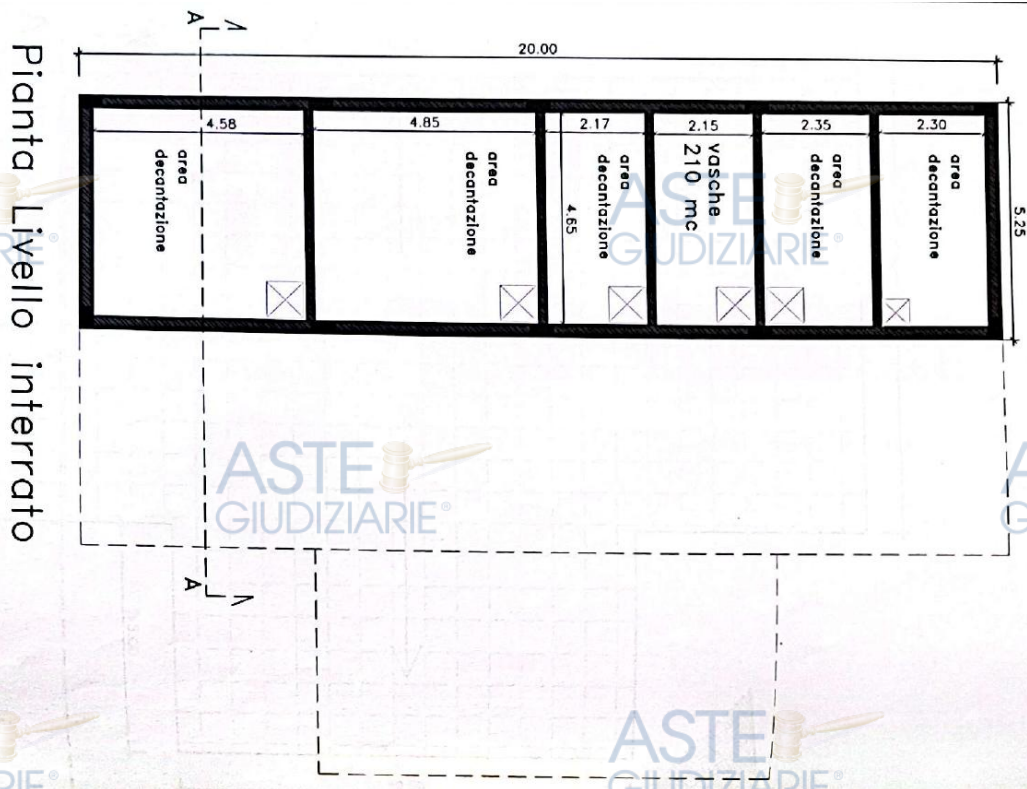 Pianta Livello interrato
A
A
20.00
5.25
4.58
4.85
2.17
2.15
2.35
2.30
4.65
area
decantazione
area
decantazione
area
decantazione
vasche
210 mc
area
decantazione
area
decantazione
ASTE
GIUDIZIARIE®
ASTE
GIUDIZIARIE®
ASTE
GIUDIZIARIE®
RIE®
RIE®
A
G